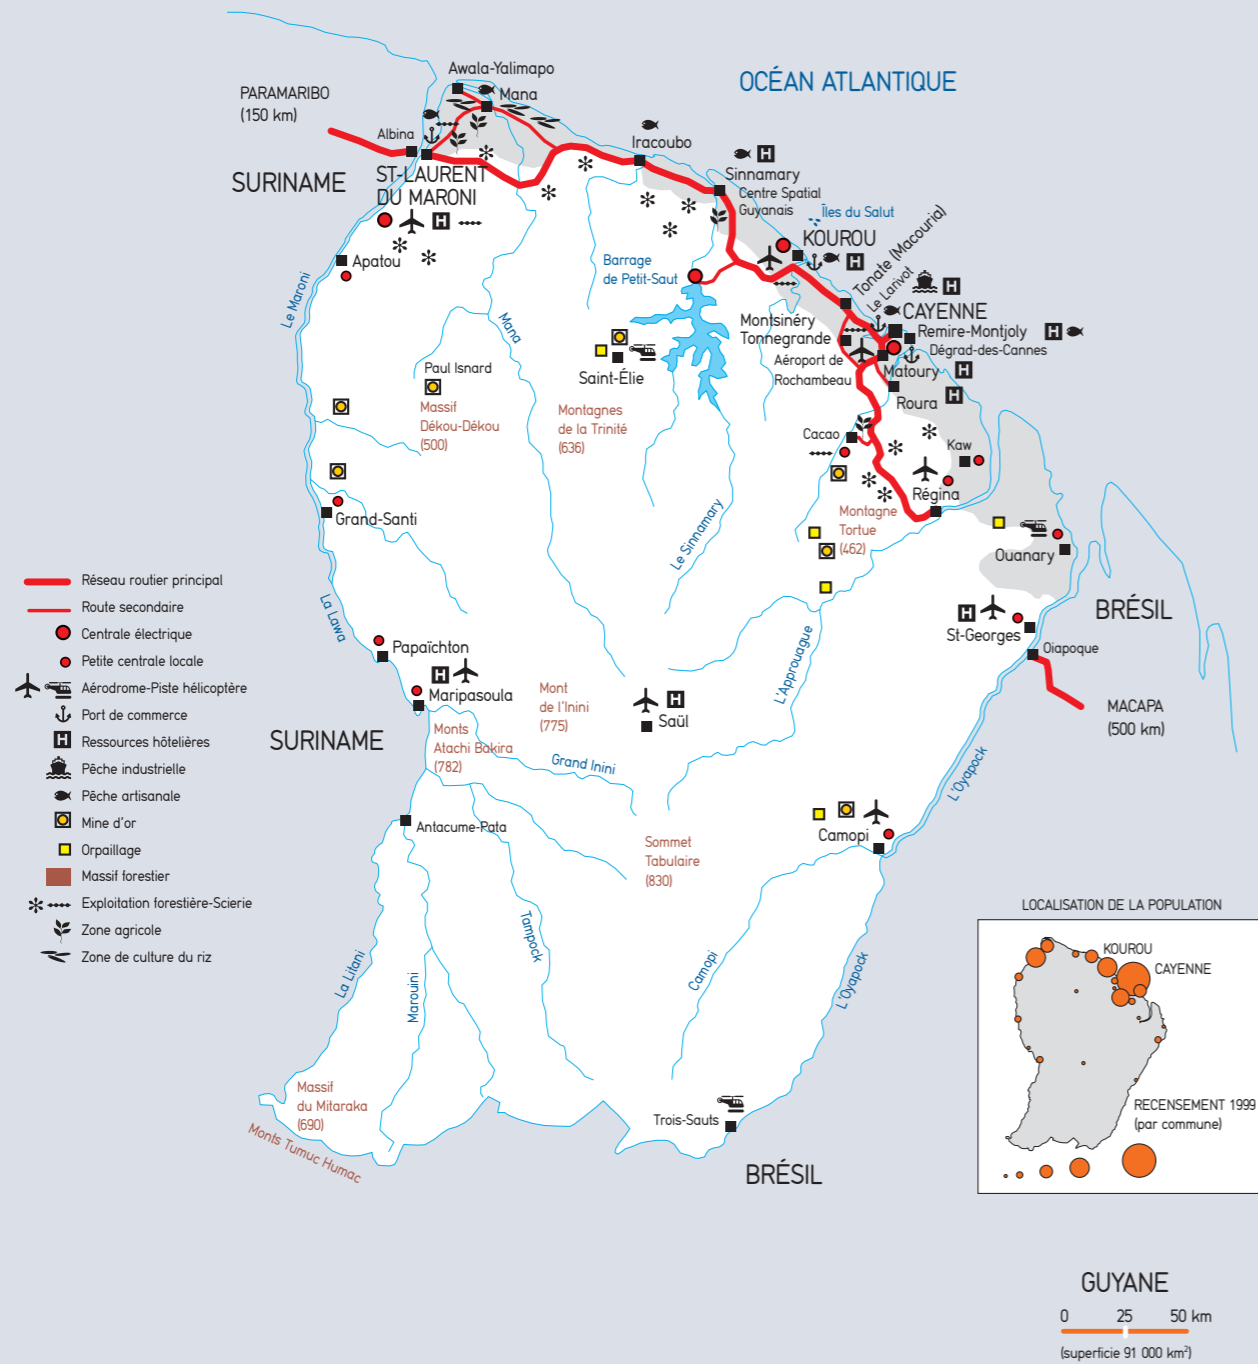 OCÉAN ATLANTIQUE
PARAMARIBO
(150 km)
Awala-Yalimapo
Mana
Albina
Iracoubo
SURINAME
ST-LAURENT
DU MARONI
Sinnamary
Centre Spatial
Guyanais
Îles du Salut
KOUROU
Tonate (Macouria)
Le Larivot
Apatou
Le Maroni
Barrage
de Petit-Saut
CAYENNE
Montsinéry
Tonnegrande
Remire-Montjoly
Dégrad-des-Cannes
Mana
Aéroport de
Rochambeau
Matoury
Saint-Élie
Roura
Paul Isnard
Massif
Dékou-Dékou
(500)
Montagnes
de la Trinité
(636)
Cacao
Kaw
Régina
Grand-Santi
Montagne
Tortue
(462)
Le Sinnamary
Ouanary
Réseau routier principal
Route secondaire
Centrale électrique
Petite centrale locale
Aérodrome-Piste hélicoptère
Port de commerce
H Ressources hôtelières
Pêche industrielle
Pêche artisanale
Mine d'or
Orpaillage
Massif forestier
Exploitation forestière-Scierie
Zone agricole
Zone de culture du riz
La Lawa
BRÉSIL
St-Georges
Oiapoque
Papaïchton
L'Approuague
Maripasoula
Mont
de l'Inini
(775)
Saül
MACAPA
(500 km)
SURINAME
Monts
Atachi Bakira
(782)
Grand Inini
L'Oyapock
Antacume-Pata
Sommet
Tabulaire
(830)
Camopi
La Litani
Marouini
Tampock
Camopi
L'Oyapock
LOCALISATION DE LA POPULATION
KOUROU
CAYENNE
RECENSEMENT 1999
(par commune)
Massif
du Mitaraka
(690)
Monts Tumuc Humac
Trois-Sauts
BRÉSIL
GUYANE
0 25 50 km
(superficie 91 000 km²)
H
H
H
H
H
H
H
H
H
H
H